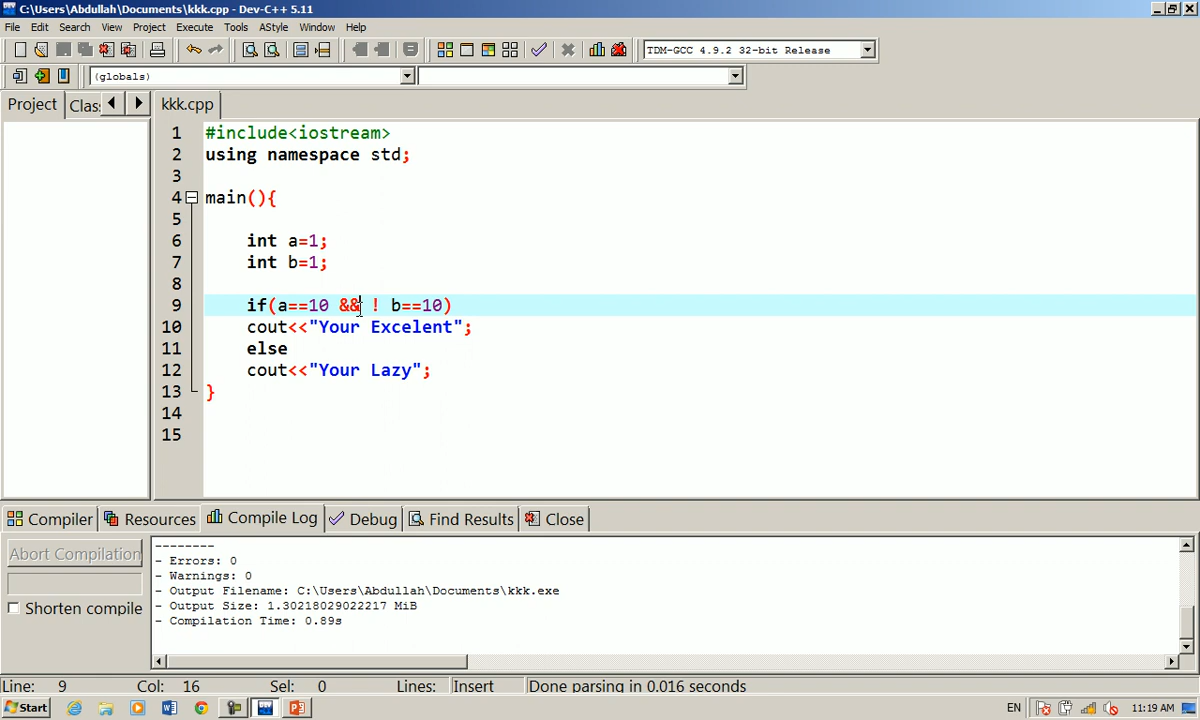 C:\Users\Abdullah\Documents\kkk.cpp - Dev-C++ 5.11
File Edit Search View Project Execute Tools AStyle Window Help
TDM-GCC 4.9.2 32-bit Release
(globals)
Project Clas kkk.cpp
1 #include<iostream>
2 using namespace std;
3
4 main(){
5
6 int a=1;
7 int b=1;
8
9 if(a==10 && ! b==10)
10 cout<<"Your Excelent";
11 else
12 cout<<"Your Lazy";
13 }
14
15
Compiler Resources Compile Log Debug Find Results Close
Abort Compilation
Shorten compile
--------
- Errors: 0
- Warnings: 0
- Output Filename: C:\Users\Abdullah\Documents\kkk.exe
- Output Size: 1.30218029022217 MiB
- Compilation Time: 0.89s
Line: 9 Col: 16 Sel: 0 Lines: Insert Done parsing in 0.016 seconds
Start EN 11:19 AM